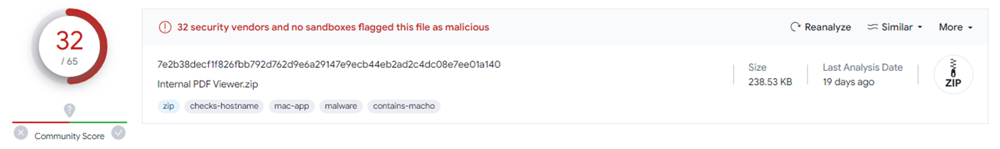 32
/ 65
?
Community Score
32 security vendors and no sandboxes flagged this file as malicious
Reanalyze
Similar
More
7e2b38decf1f826fbb792d762d9e6a29147e9ecb44eb2ad2c4dc08e7ee01a140
Internal PDF Viewer.zip
zip checks-hostname mac-app malware contains-macho
Size
238.53 KB
Last Analysis Date
19 days ago
ZIP